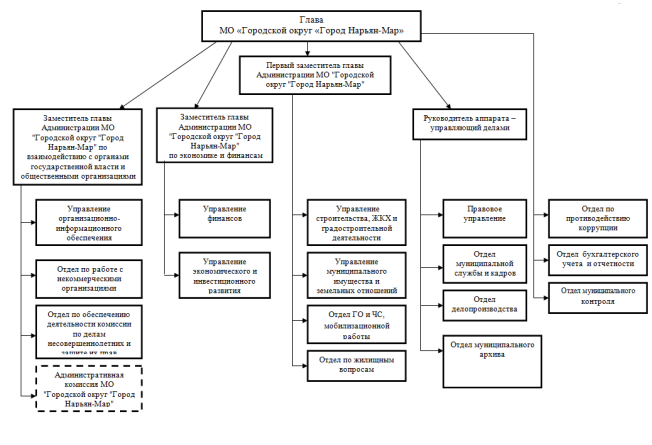 Глава
МО «Городской округ «Город Нарьян-Мар»
Первый заместитель главы
Администрации МО "Городской
округ "Город Нарьян-Мар"
Заместитель главы
Администрации МО
"Городской округ "Город
Нарьян-Мар" по
взаимодействию с органами
государственной власти и
общественными организациями
Заместитель главы
Администрации МО
"Городской округ "Город
Нарьян-Мар"
по экономике и финансам
Руководитель аппарата –
управляющий делами
Управление
организационно-
информационного
обеспечения
Отдел по работе с
некоммерческими
организациями
Отдел по обеспечению
деятельности комиссии
по делам
несовершеннолетних и
защите их прав
Административная
комиссия МО
"Городской округ "Город
Нарьян-Мар"
Управление
финансов
Управление
экономического и
инвестиционного
развития
Управление
строительства, ЖКХ и
градостроительной
деятельности
Управление
муниципального
имущества и
земельных отношений
Отдел ГО и ЧС,
мобилизационной
работы
Отдел по жилищным
вопросам
Правовое
управление
Отдел
муниципальной
службы и кадров
Отдел
делопроизводства
Отдел муниципального
архива
Отдел по
противодействию
коррупции
Отдел бухгалтерского
учета и отчетности
Отдел муниципального
контроля